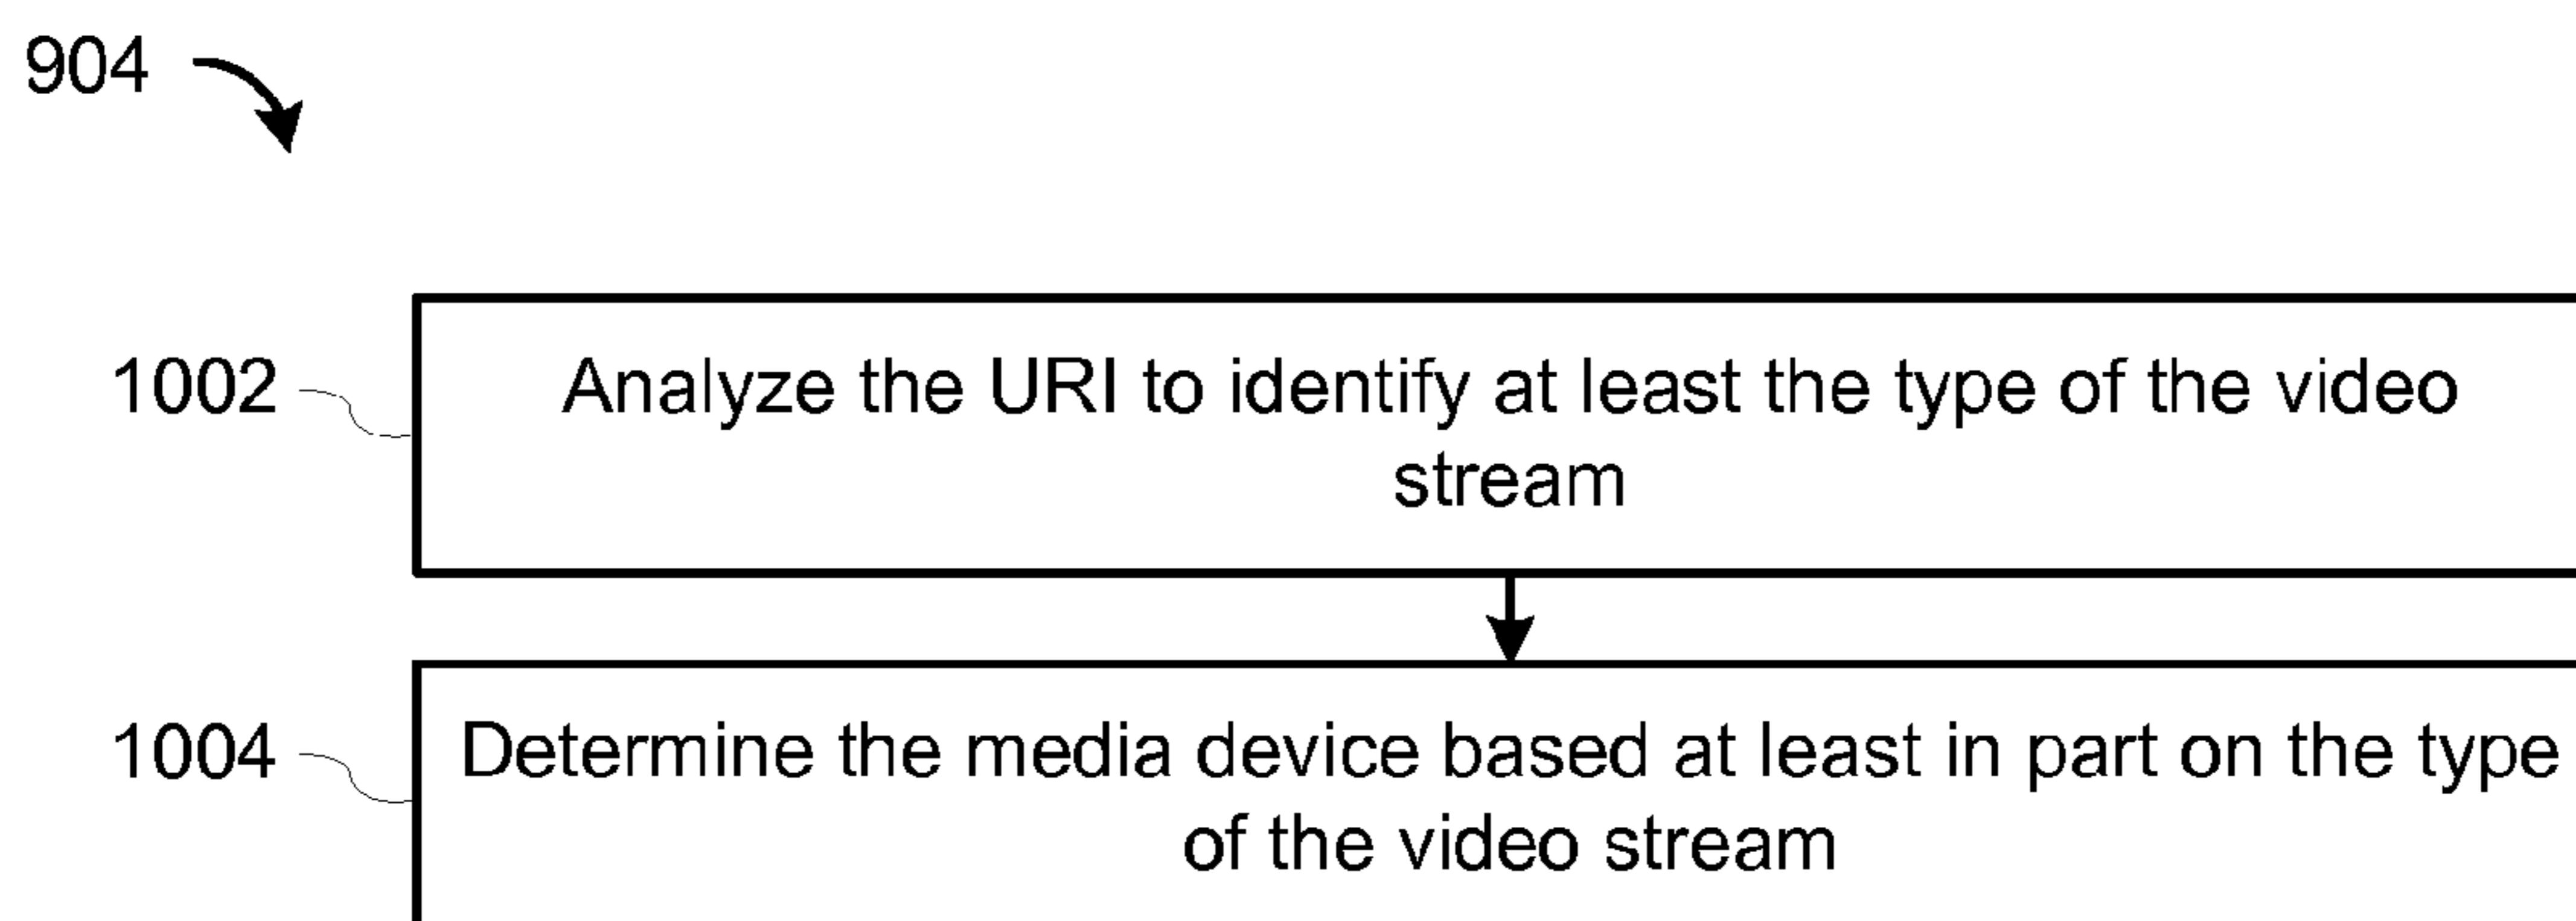 904
1002
Analyze the URI to identify at least the type of the video
stream
1004
Determine the media device based at least in part on the type
of the video stream